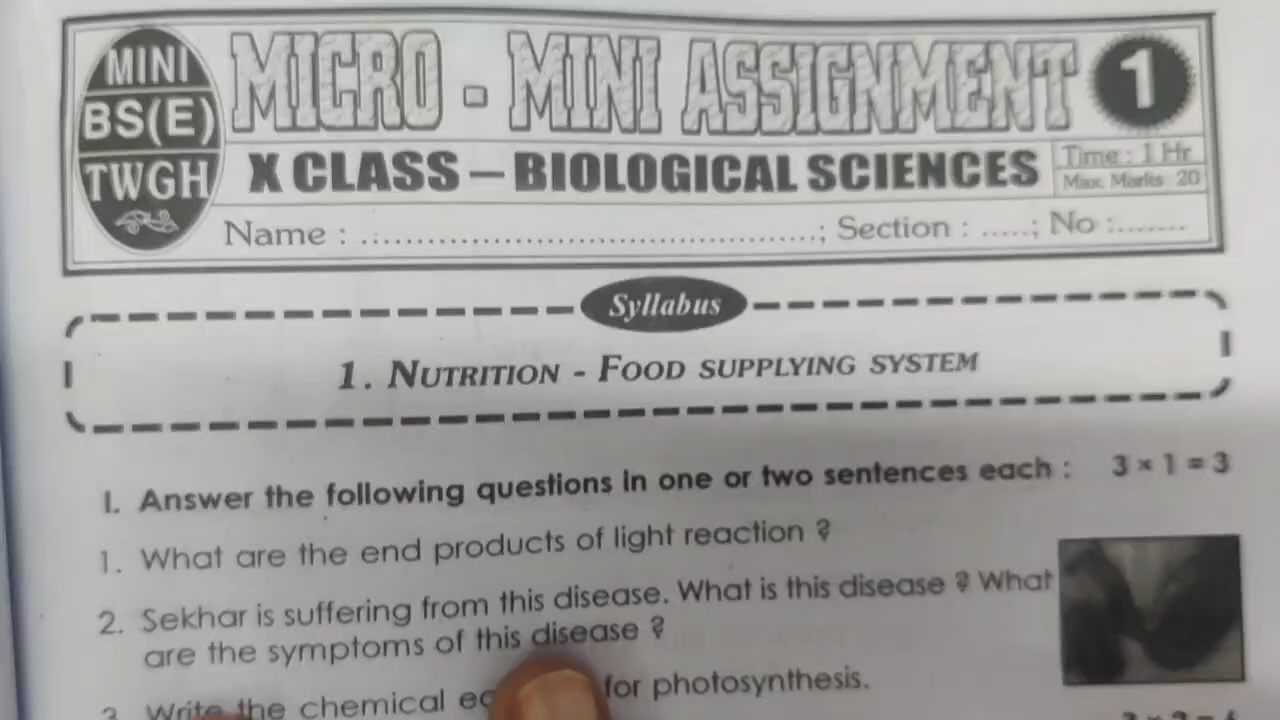 MINI
BS(E)
TWGH
MICRO - MINI ASSIGNMENT
1
X CLASS – BIOLOGICAL SCIENCES
Time : 1 Hr
Max. Marks 20
Name : ..............................................; Section : .....; No :........
Syllabus
1. NUTRITION - FOOD SUPPLYING SYSTEM
I. Answer the following questions in one or two sentences each : 3 × 1 = 3
1. What are the end products of light reaction ?
2. Sekhar is suffering from this disease. What is this disease ? What
are the symptoms of this disease ?
3. Write the chemical for photosynthesis.